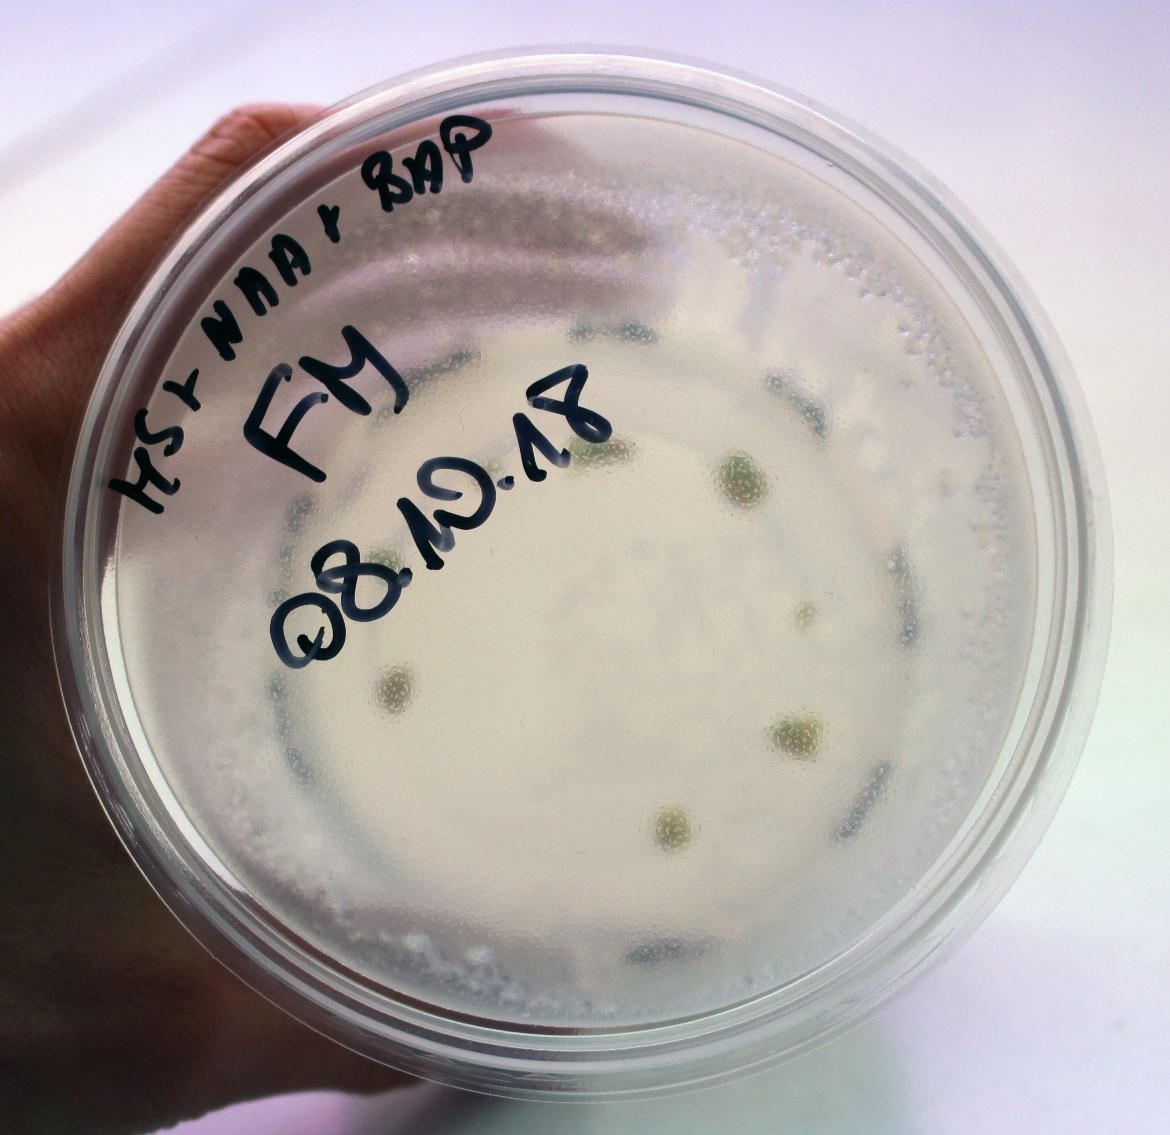 MS + NAA + BAP
FM
08.10.18